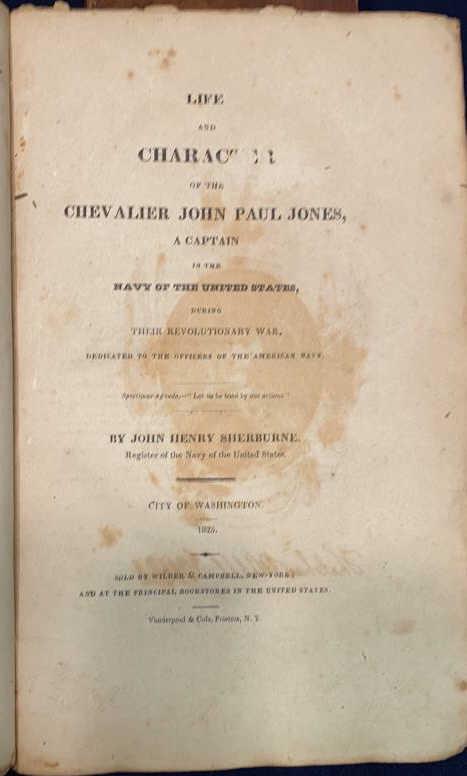 LIFE
AND
CHARACTER
OF THE
CHEVALIER JOHN PAUL JONES,
A CAPTAIN
IN THE
NAVY OF THE UNITED STATES,
DURING
THEIR REVOLUTIONARY WAR.
DEDICATED TO THE OFFICERS OF THE AMERICAN NAVY.
"Let us be tried by our actions"
BY JOHN HENRY SHERBURNE,
Register of the Navy of the United States.
CITY OF WASHINGTON
1825.
SOLD BY WILDER & CAMPBELL, NEW-YORK;
AND AT THE PRINCIPAL BOOKSTORES IN THE UNITED STATES.
Vanderpool & Cole, Printers, N. Y.